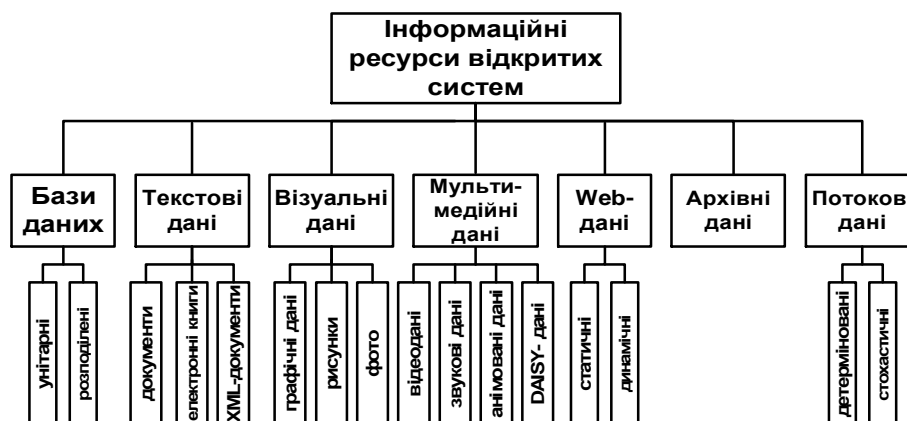 Інформаційні
ресурси відкритих
систем
Бази
даних
Текстові
дані
Візуальні
дані
Мульти-
медійні
дані
Web-
дані
Архівні
дані
Потокові
дані
унітарні
розподілені
документи
електронні книги
XML-документи
графічні дані
рисунки
фото
відеодані
звукові дані
анімовані дані
DAISY- дані
статичні
динамічні
детерміновані
стохастичні